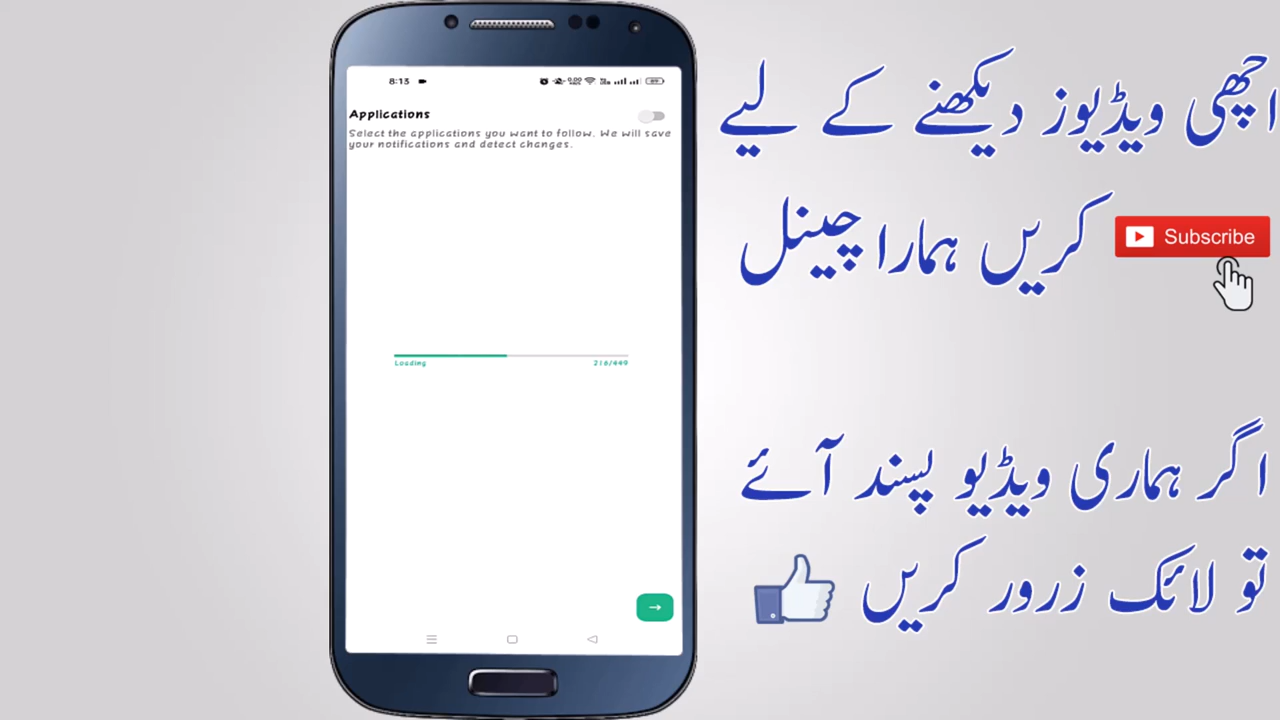 8:13
Applications
Select the applications you want to follow. We will save
your notifications and detect changes.
Loading 216/449
اچھی ویڈیوز دیکھنے کے لیے
Subscribe کریں ہمارا چینل
اگر ہماری ویڈیو پسند آئے
تو لائک زرور کریں